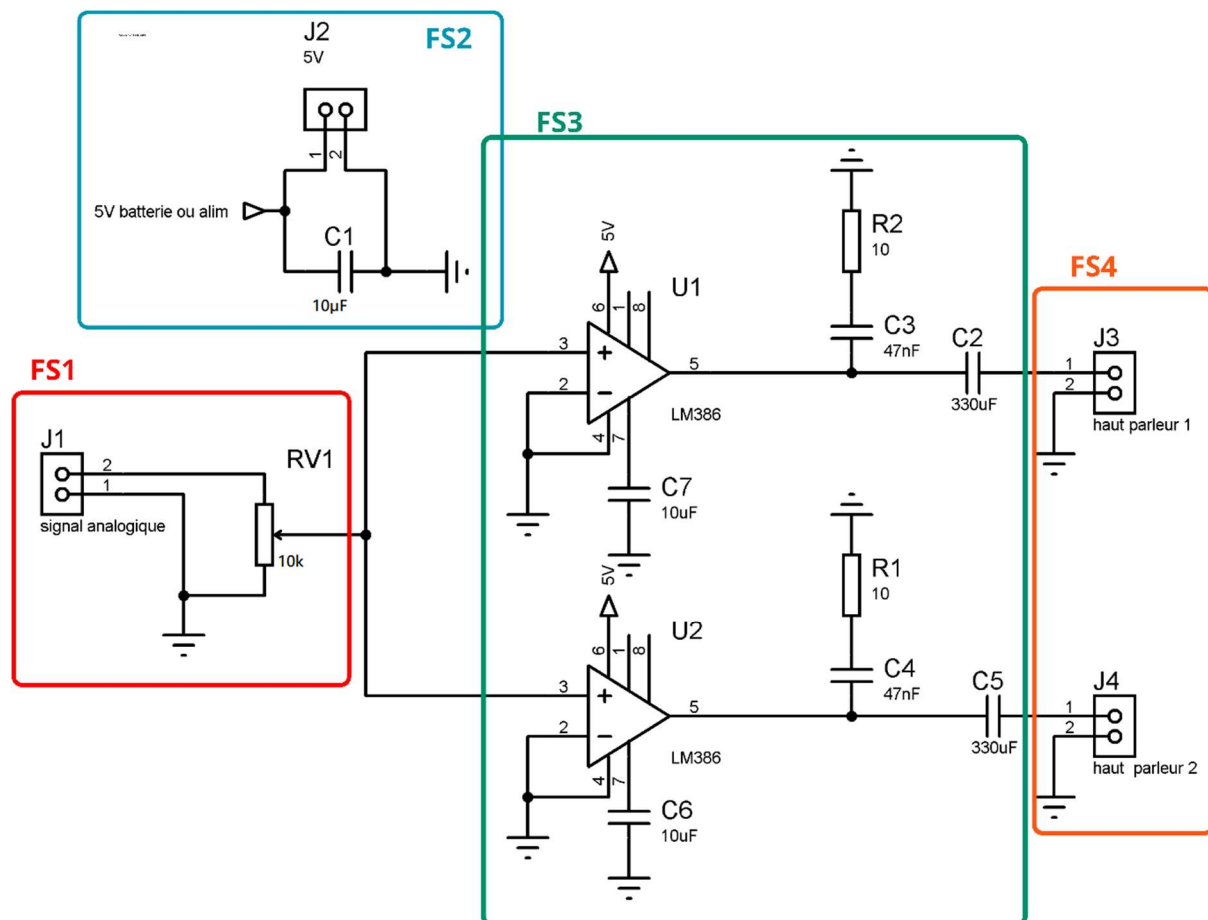 FS2
J2
5V
1
2
5V batterie ou alim
C1
10µF
FS1
J1
2
1
signal analogique
RV1
10k
FS3
5V
6
1
8
U1
3
2
4
7
5
LM386
C7
10uF
R2
10
C3
47nF
C2
330uF
5V
6
1
8
U2
3
2
4
7
5
LM386
C6
10uF
R1
10
C4
47nF
C5
330uF
FS4
J3
1
2
haut parleur 1
J4
1
2
haut parleur 2